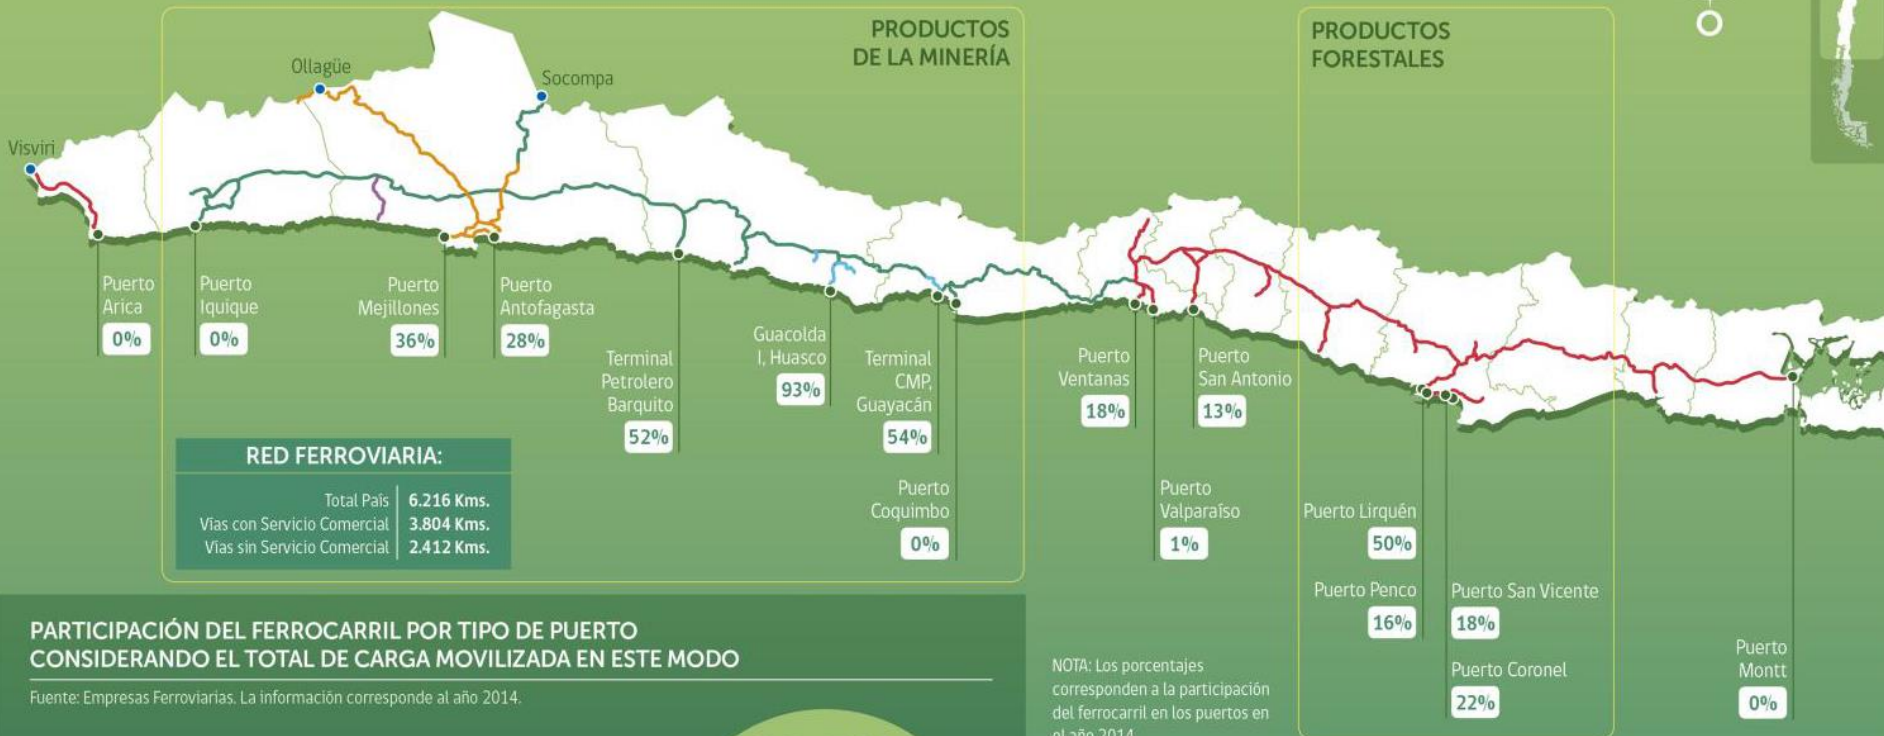 PRODUCTOS
DE LA MINERÍA
PRODUCTOS
FORESTALES
Ollagüe
Socompa
Visviri
Puerto
Arica
0%
Puerto
Iquique
0%
Puerto
Mejillones
36%
Puerto
Antofagasta
28%
Terminal
Petrolero
Barquito
52%
Guacolda
I, Huasco
93%
Terminal
CMP,
Guayacán
54%
Puerto
Coquimbo
0%
Puerto
Ventanas
18%
Puerto
Valparaíso
1%
Puerto
San Antonio
13%
Puerto Lirquén
50%
Puerto Penco
16%
Puerto San Vicente
18%
Puerto Coronel
22%
Puerto
Montt
0%
RED FERROVIARIA:
Total País 6.216 Kms.
Vías con Servicio Comercial 3.804 Kms.
Vías sin Servicio Comercial 2.412 Kms.
PARTICIPACIÓN DEL FERROCARRIL POR TIPO DE PUERTO
CONSIDERANDO EL TOTAL DE CARGA MOVILIZADA EN ESTE MODO
Fuente: Empresas Ferroviarias. La información corresponde al año 2014.
NOTA: Los porcentajes
corresponden a la participación
del ferrocarril en los puertos en
el año 2014